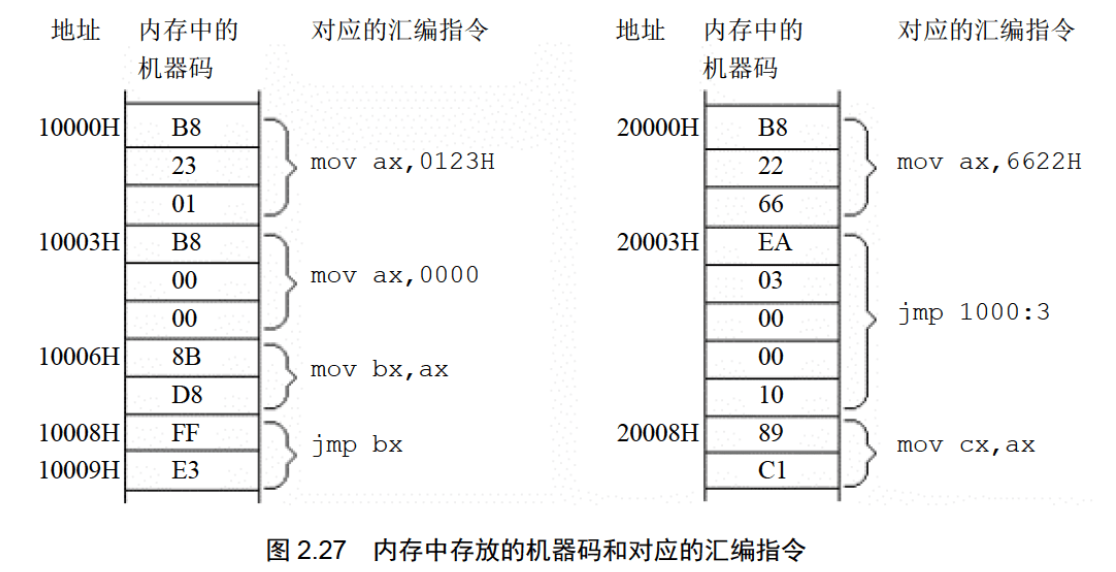 地址 内存中的 对应的汇编指令
机器码
10000H B8
23 mov ax,0123H
01
10003H B8
00 mov ax,0000
00
10006H 8B
D8 mov bx,ax
10008H FF
10009H E3 jmp bx
地址 内存中的 对应的汇编指令
机器码
20000H B8
22 mov ax,6622H
66
20003H EA
03
00 jmp 1000:3
00
10
20008H 89
C1 mov cx,ax
图 2.27 内存中存放的机器码和对应的汇编指令